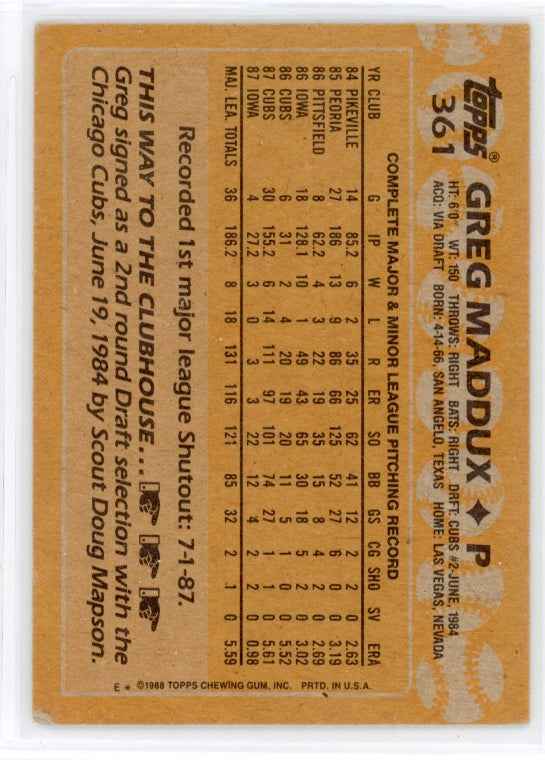 topps®
361
GREG MADDUX ✦ P
HT: 6'0" WT: 150 THROWS: RIGHT BATS: RIGHT DRFT: CUBS #2-JUNE, 1984
ACQ: VIA DRAFT BORN: 4-14-66, SAN ANGELO, TEXAS HOME: LAS VEGAS, NEVADA
COMPLETE MAJOR & MINOR LEAGUE PITCHING RECORD
YR CLUB G IP W L R ER SO BB GS CG SHO SV ERA
84 PIKEVILLE 14 85.2 6 2 35 25 62 41 12 2 2 0 2.63
85 PEORIA 27 186 13 9 86 66 125 52 27 6 0 0 3.19
86 PITTSFIELD 8 62.2 4 3 22 19 35 15 8 4 2 0 2.69
86 IOWA 18 128.1 10 1 49 43 65 30 18 5 2 0 3.02
86 CUBS 6 31 2 4 20 19 20 11 5 1 0 0 5.52
87 CUBS 30 155.2 6 14 111 97 101 74 27 1 1 0 5.61
87 IOWA 4 27.2 3 0 3 3 22 12 4 2 2 0 0.98
MAJ. LEA. TOTALS 36 186.2 8 18 131 116 121 85 32 2 1 0 5.59
Recorded 1st major league Shutout: 7-1-87.
THIS WAY TO THE CLUBHOUSE...
Greg signed as a 2nd round Draft selection with the
Chicago Cubs, June 19, 1984 by Scout Doug Mapson.
E * ©1988 TOPPS CHEWING GUM, INC. PRTD. IN U.S.A.